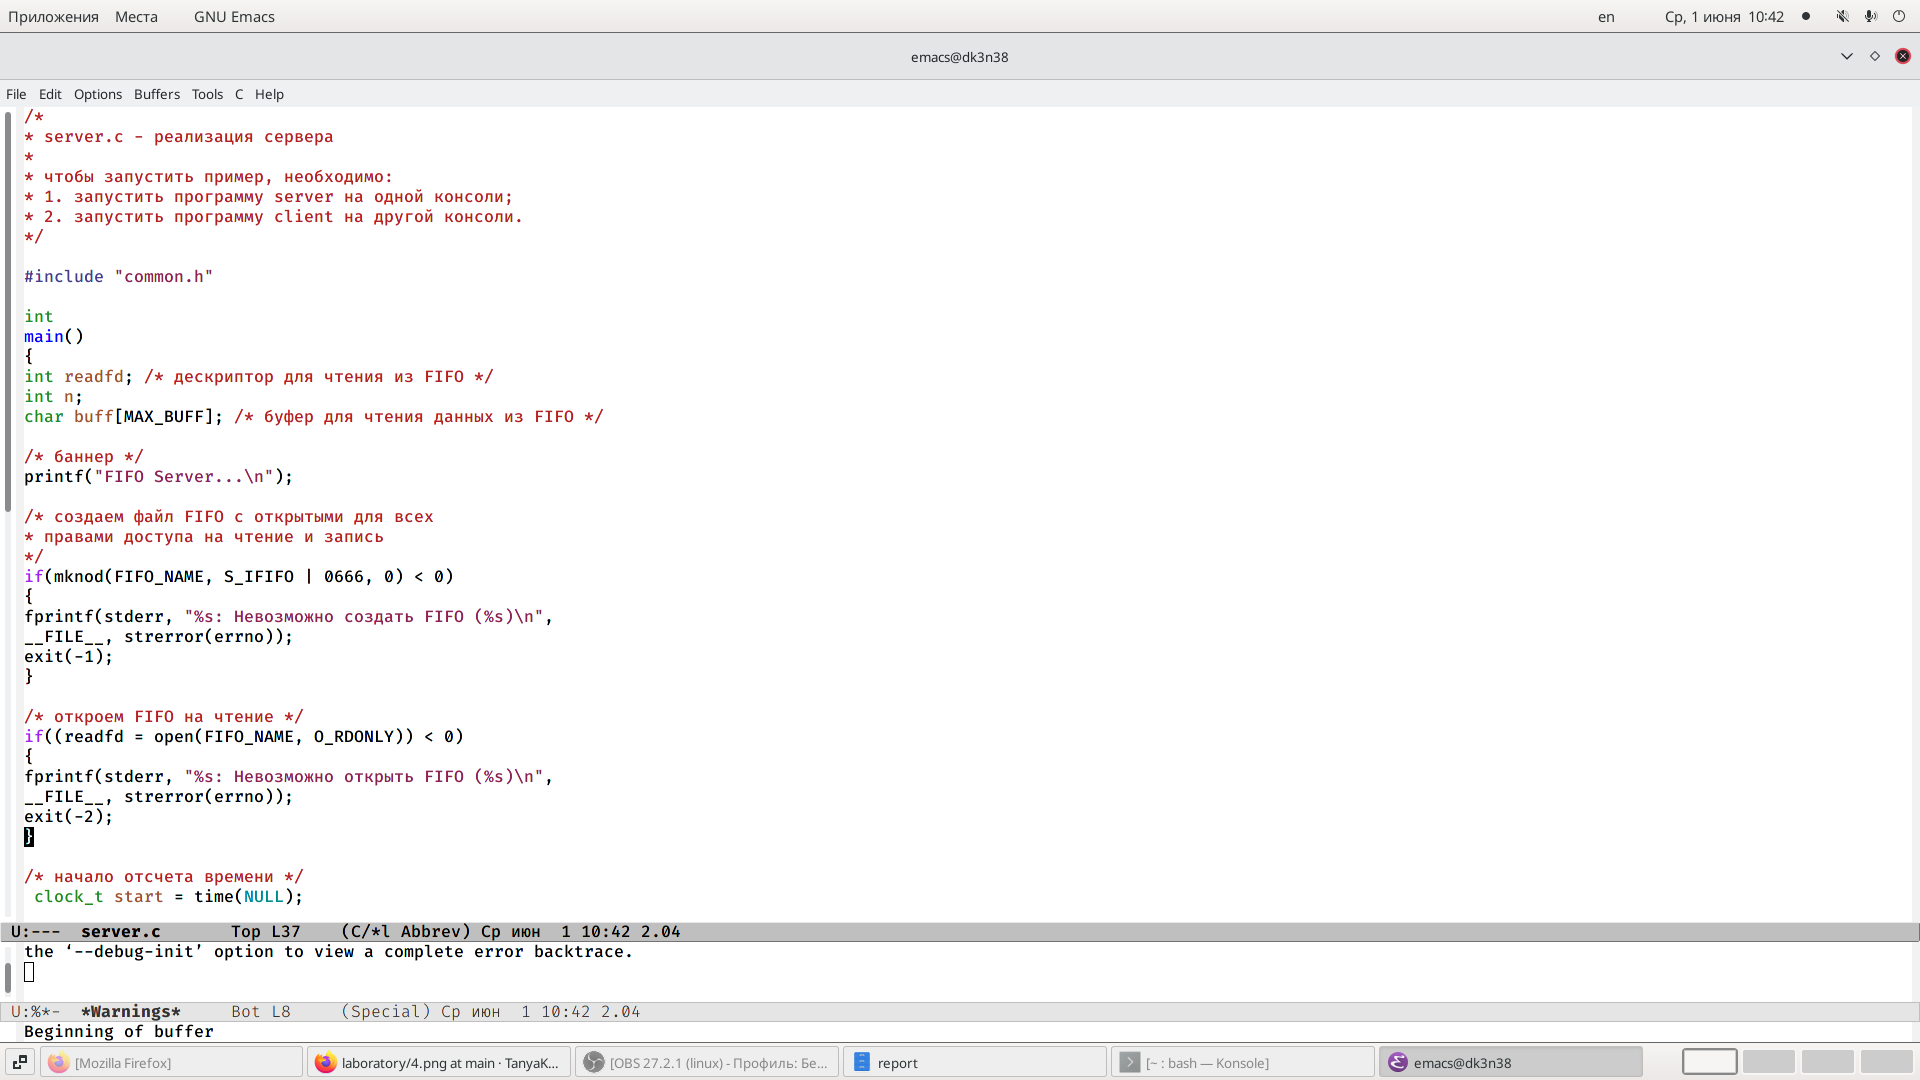 Приложения Места GNU Emacs en Ср, 1 июня 10:42
emacs@dk3n38
File Edit Options Buffers Tools C Help
/*
* server.c - реализация сервера
*
* чтобы запустить пример, необходимо:
* 1. запустить программу server на одной консоли;
* 2. запустить программу client на другой консоли.
*/
#include "common.h"
int
main()
{
int readfd; /* дескриптор для чтения из FIFO */
int n;
char buff[MAX_BUFF]; /* буфер для чтения данных из FIFO */
/* баннер */
printf("FIFO Server...\n");
/* создаем файл FIFO с открытыми для всех
* правами доступа на чтение и запись
*/
if(mknod(FIFO_NAME, S_IFIFO | 0666, 0) < 0)
{
fprintf(stderr, "%s: Невозможно создать FIFO (%s)\n",
__FILE__, strerror(errno));
exit(-1);
}
/* откроем FIFO на чтение */
if((readfd = open(FIFO_NAME, O_RDONLY)) < 0)
{
fprintf(stderr, "%s: Невозможно открыть FIFO (%s)\n",
__FILE__, strerror(errno));
exit(-2);
}
/* начало отсчета времени */
clock_t start = time(NULL);
U:--- server.c Top L37 (C/*l Abbrev) Ср июн 1 10:42 2.04
the ‘--debug-init’ option to view a complete error backtrace.
U:%*- *Warnings* Bot L8 (Special) Ср июн 1 10:42 2.04
Beginning of buffer
[Mozilla Firefox] laboratory/4.png at main · TanyaK... [OBS 27.2.1 (linux) - Профиль: Бе... report [~ : bash — Konsole] emacs@dk3n38